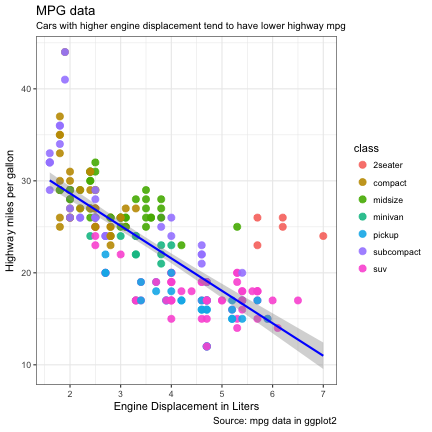 MPG data
Cars with higher engine displacement tend to have lower highway mpg
Highway miles per gallon
40
30
20
10
2
3
4
5
6
7
Engine Displacement in Liters
Source: mpg data in ggplot2
class
2seater
compact
midsize
minivan
pickup
subcompact
suv